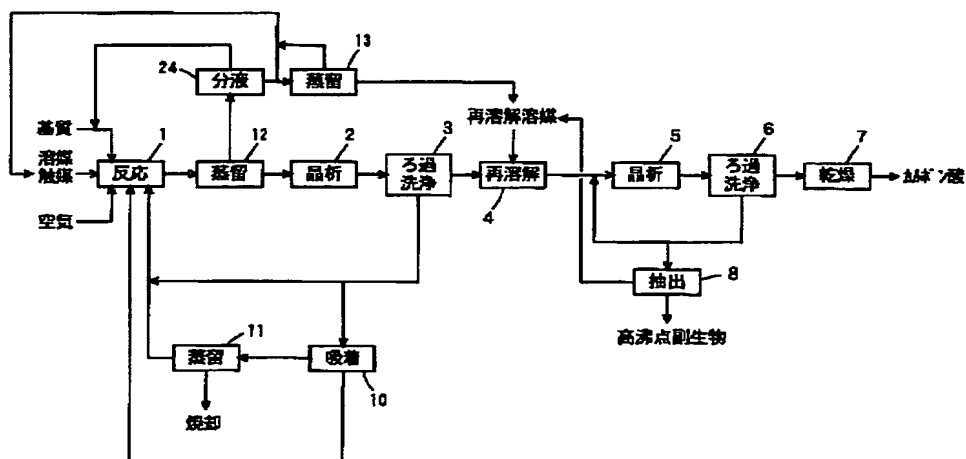 13
24
分液
蒸留
再溶解溶媒
基質
1
12
2
3
5
6
7
溶媒
触媒
反応
蒸留
晶析
ろ過
洗浄
再溶解
晶析
ろ過
洗浄
乾燥
カルボン酸
4
空気
抽出
8
高沸点副生物
11
蒸留
吸着
10
焼却